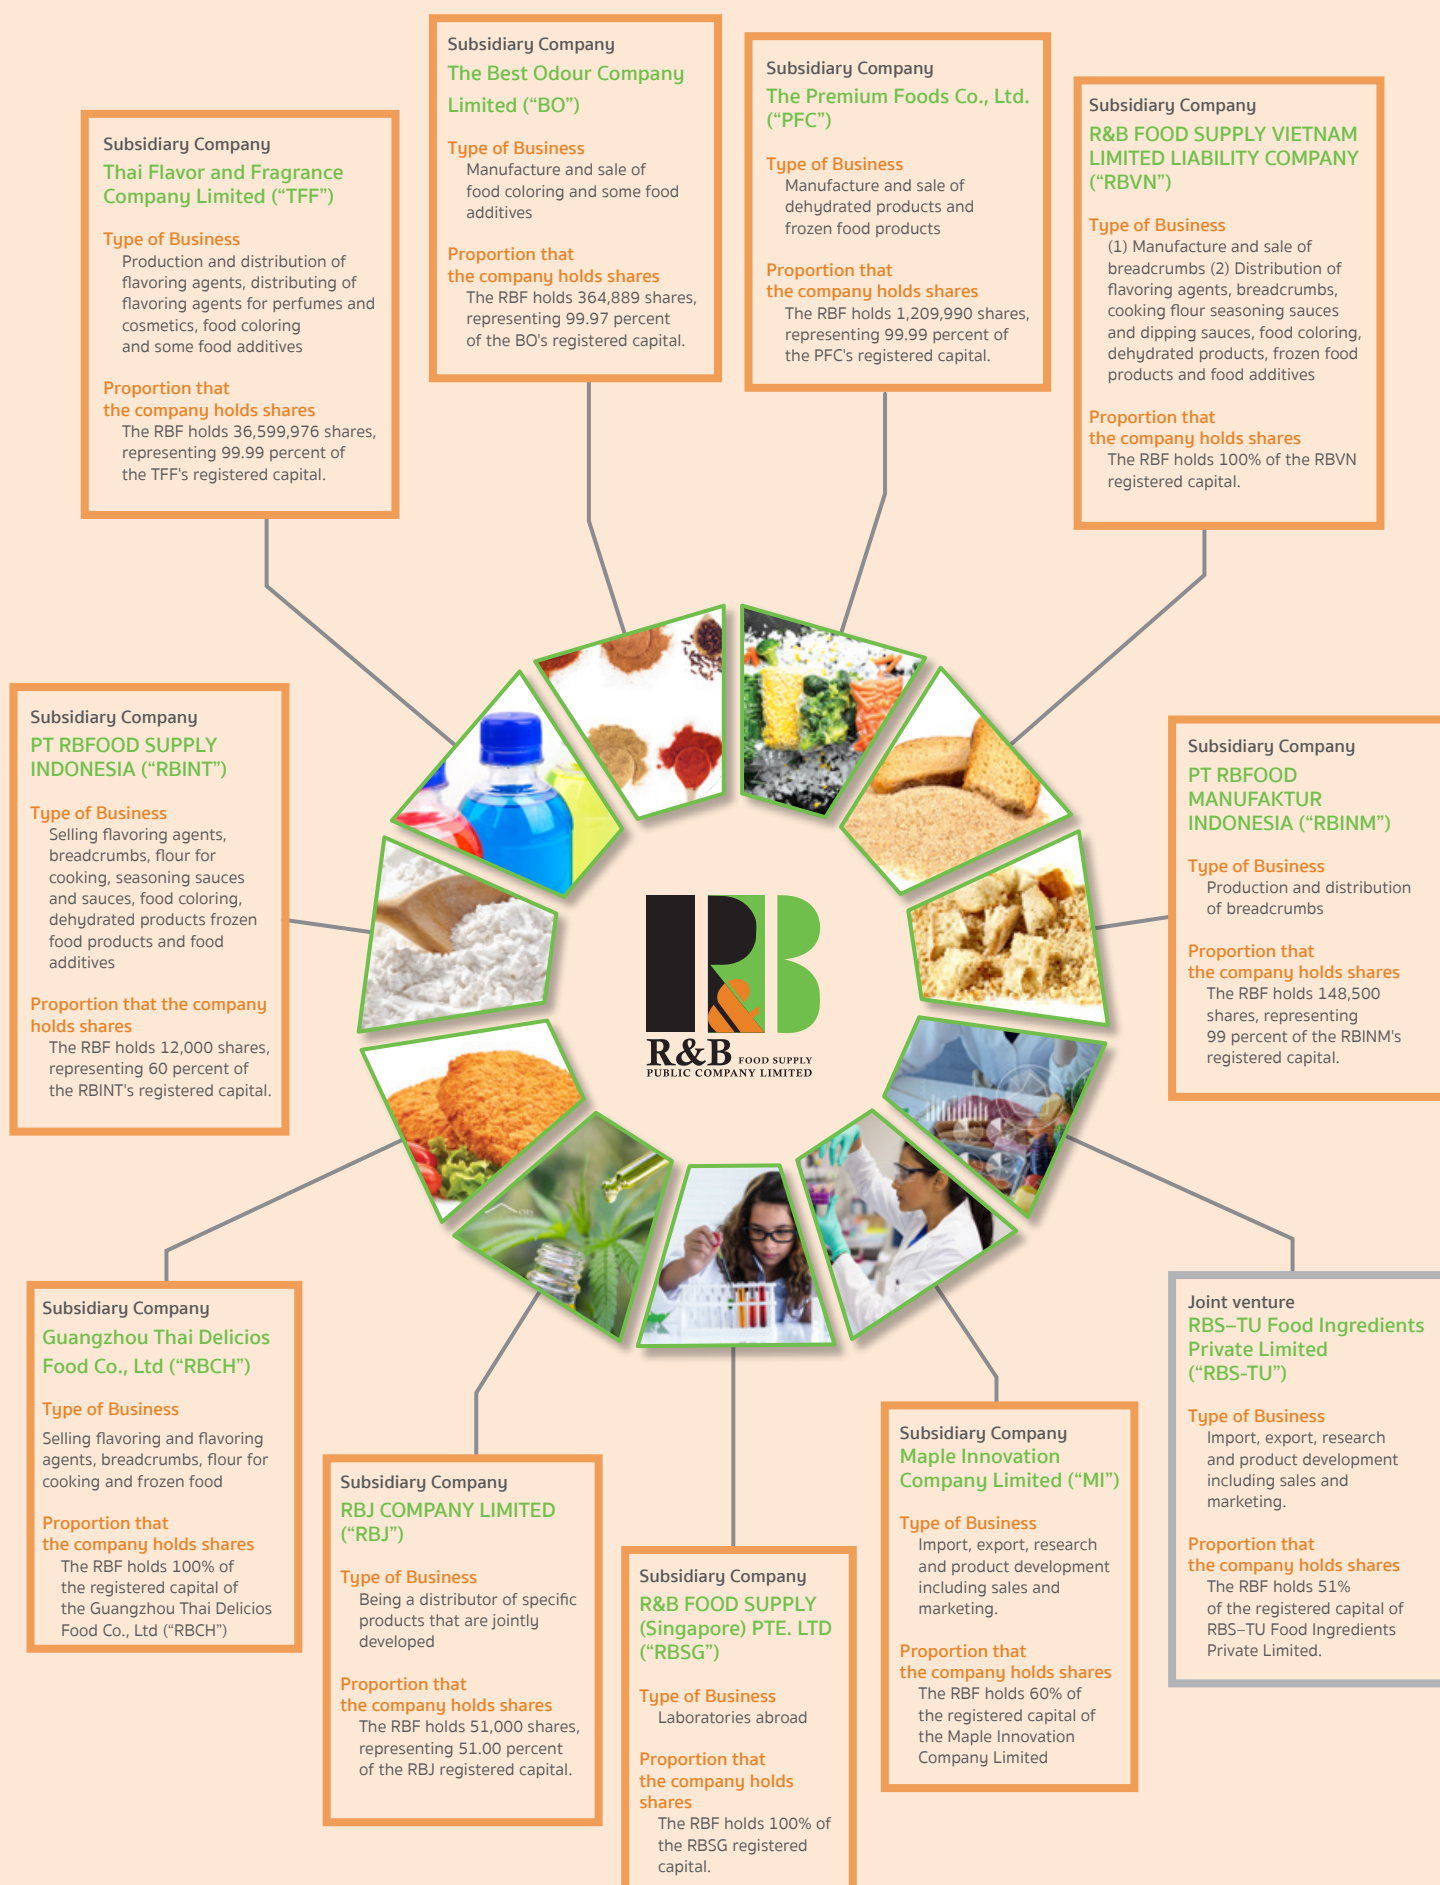 Subsidiary Company
The Best Odour Company
Limited (“BO”)
Type of Business
Manufacture and sale of
food coloring and some food
additives
Proportion that
the company holds shares
The RBF holds 364,889 shares,
representing 99.97 percent
of the BO's registered capital.
Subsidiary Company
The Premium Foods Co., Ltd.
(“PFC”)
Type of Business
Manufacture and sale of
dehydrated products and
frozen food products
Proportion that
the company holds shares
The RBF holds 1,209,990 shares,
representing 99.99 percent of
the PFC's registered capital.
Subsidiary Company
R&B FOOD SUPPLY VIETNAM
LIMITED LIABILITY COMPANY
(“RBVN”)
Type of Business
(1) Manufacture and sale of
breadcrumbs (2) Distribution of
flavoring agents, breadcrumbs,
cooking flour seasoning sauces
and dipping sauces, food coloring,
dehydrated products, frozen food
products and food additives
Proportion that
the company holds shares
The RBF holds 100% of the RBVN
registered capital.
Subsidiary Company
Thai Flavor and Fragrance
Company Limited (“TFF”)
Type of Business
Production and distribution of
flavoring agents, distributing of
flavoring agents for perfumes and
cosmetics, food coloring
and some food additives
Proportion that
the company holds shares
The RBF holds 36,599,976 shares,
representing 99.99 percent of
the TFF's registered capital.
Subsidiary Company
PT RBFOOD SUPPLY
INDONESIA (“RBINT”)
Type of Business
Selling flavoring agents,
breadcrumbs, flour for
cooking, seasoning sauces
and sauces, food coloring,
dehydrated products frozen
food products and food
additives
Proportion that the company
holds shares
The RBF holds 12,000 shares,
representing 60 percent of
the RBINT's registered capital.
Subsidiary Company
PT RBFOOD
MANUFAKTUR
INDONESIA (“RBINM”)
Type of Business
Production and distribution
of breadcrumbs
Proportion that
the company holds shares
The RBF holds 148,500
shares, representing
99 percent of the RBINM's
registered capital.
R&B
R&B FOOD SUPPLY
PUBLIC COMPANY LIMITED
Subsidiary Company
Guangzhou Thai Delicios
Food Co., Ltd (“RBCH”)
Type of Business
Selling flavoring and flavoring
agents, breadcrumbs, flour for
cooking and frozen food
Proportion that
the company holds shares
The RBF holds 100% of
the registered capital of
the Guangzhou Thai Delicios
Food Co., Ltd (“RBCH”)
Subsidiary Company
RBJ COMPANY LIMITED
(“RBJ”)
Type of Business
Being a distributor of specific
products that are jointly
developed
Proportion that
the company holds shares
The RBF holds 51,000 shares,
representing 51.00 percent
of the RBJ registered capital.
Subsidiary Company
R&B FOOD SUPPLY
(Singapore) PTE. LTD
(“RBSG”)
Type of Business
Laboratories abroad
Proportion that
the company holds
shares
The RBF holds 100% of
the RBSG registered
capital.
Subsidiary Company
Maple Innovation
Company Limited (“MI”)
Type of Business
Import, export, research
and product development
including sales and
marketing.
Proportion that
the company holds shares
The RBF holds 60% of
the registered capital of
the Maple Innovation
Company Limited
Joint venture
RBS–TU Food Ingredients
Private Limited
(“RBS-TU”)
Type of Business
Import, export, research
and product development
including sales and
marketing.
Proportion that
the company holds shares
The RBF holds 51%
of the registered capital of
RBS–TU Food Ingredients
Private Limited.